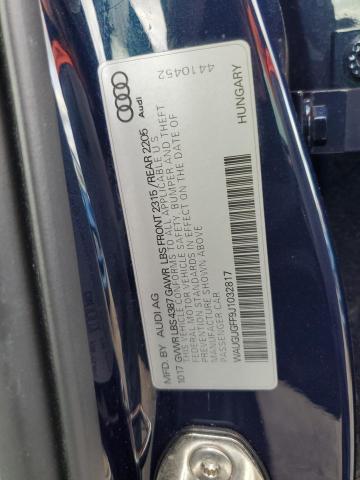 4410452
Audi
HUNGARY
MFD. BY AUDI AG
10.17 GVWR LBS 4387 GAWR LBS FRONT 2315 / REAR 2205
THIS VEHICLE CONFORMS TO ALL APPLICABLE U.S.
FEDERAL MOTOR VEHICLE SAFETY, BUMPER AND THEFT
PREVENTION STANDARDS IN EFFECT ON THE DATE OF
MANUFACTURE SHOWN ABOVE
PASSENGER CAR
WAUGUGFF9J1032817